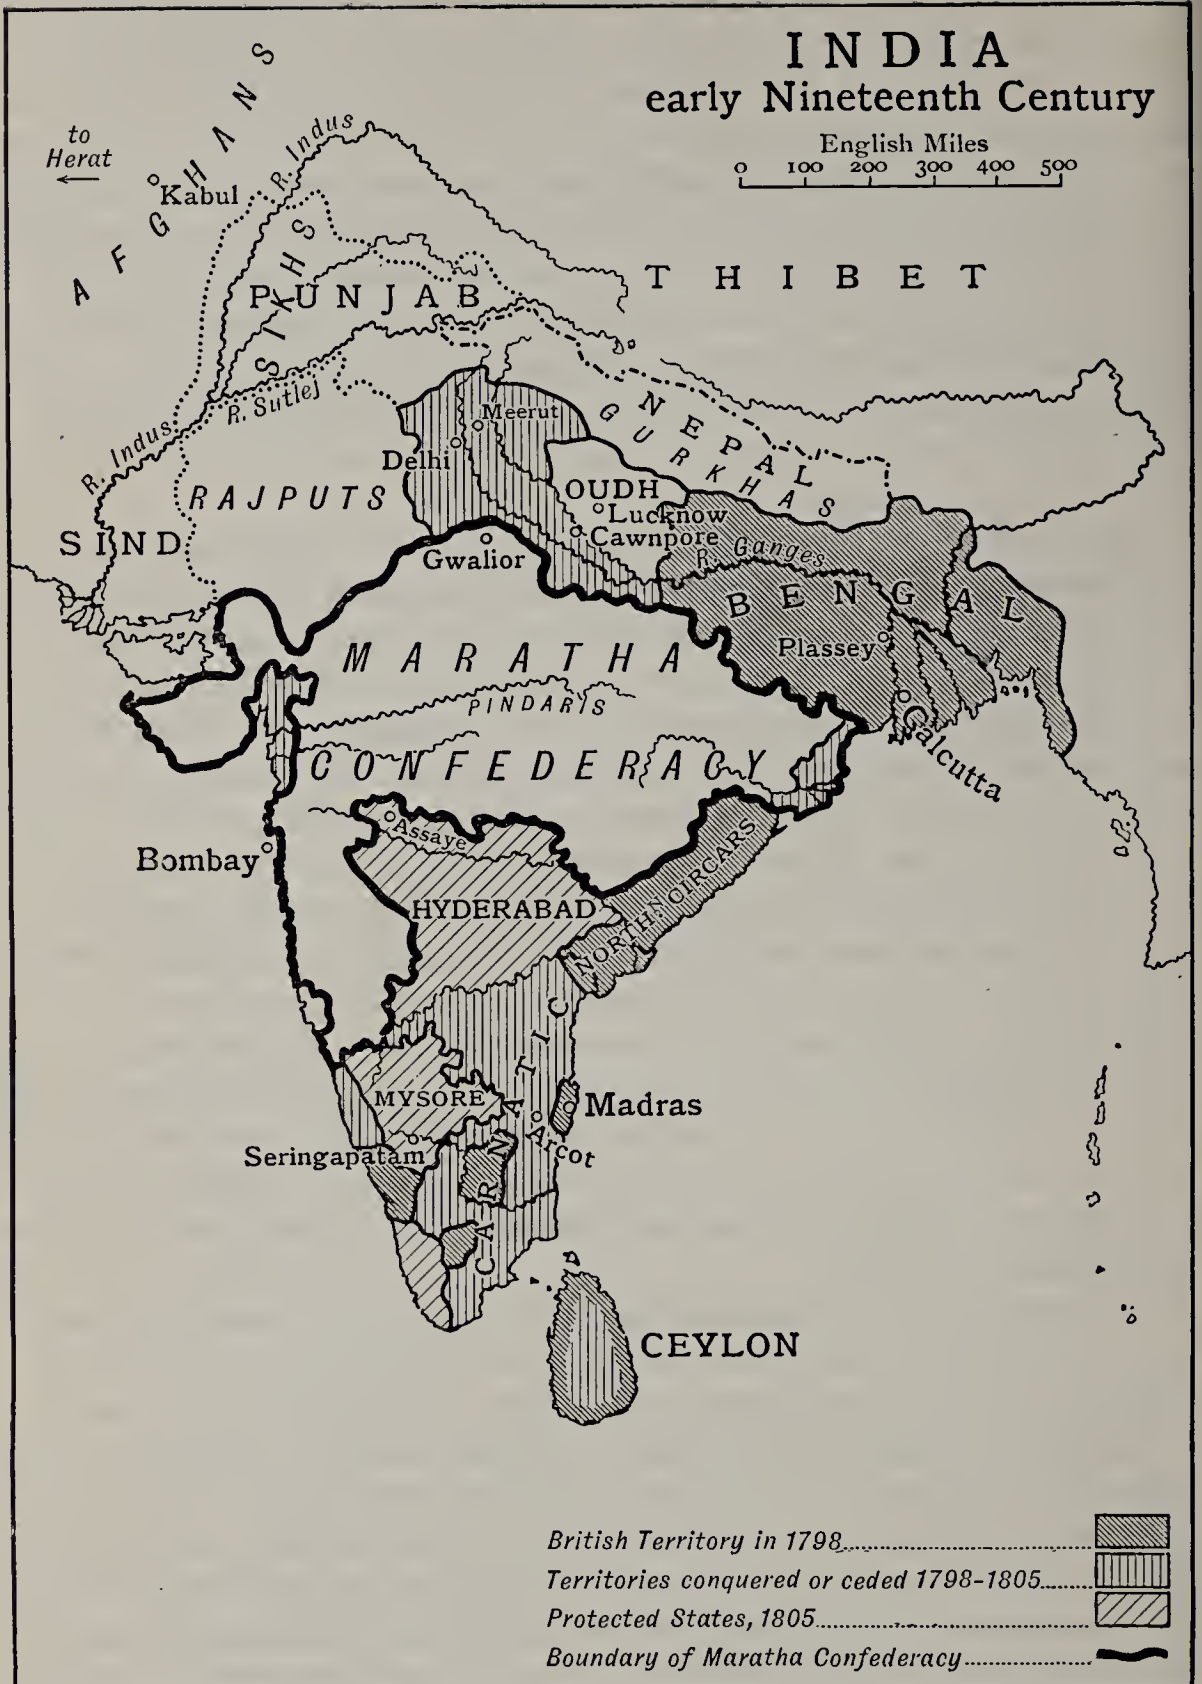 INDIA
early Nineteenth Century
English Miles
0 100 200 300 400 500
to
Herat
AFGHANS
Kabul
R. Indus
SIKHS
PUNJAB
THIBET
R. Sutlej
R. Indus
Meerut
Delhi
NEPAL
GURKHAS
RAJPUTS
OUDH
Lucknow
Cawnpore
SIND
Gwalior
R. Ganges
BENGAL
Plassey
MARATHA
PINDARIS
Calcutta
CONFEDERACY
Assaye
Bombay
HYDERABAD
NORTHN. CIRCARS
CARNATIC
MYSORE
Madras
Arcot
Seringapatam
CEYLON
British Territory in 1798
Territories conquered or ceded 1798-1805
Protected States, 1805
Boundary of Maratha Confederacy